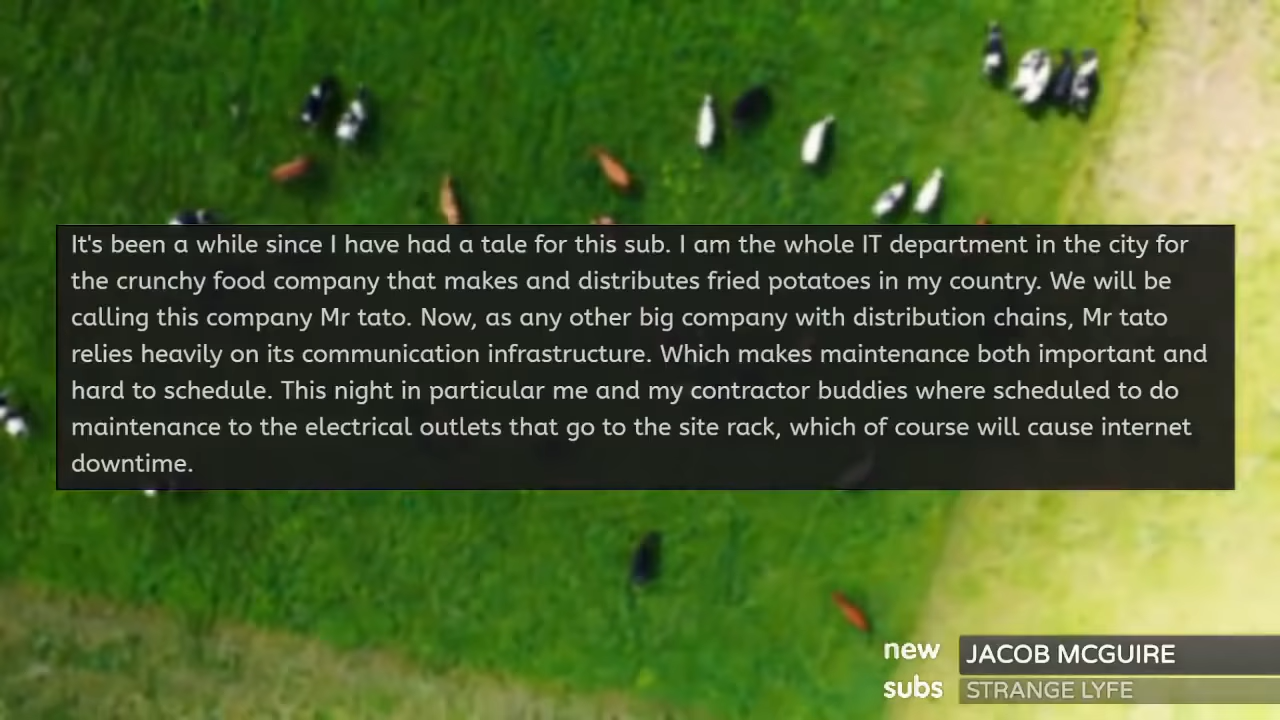 It's been a while since I have had a tale for this sub. I am the whole IT department in the city for
the crunchy food company that makes and distributes fried potatoes in my country. We will be
calling this company Mr tato. Now, as any other big company with distribution chains, Mr tato
relies heavily on its communication infrastructure. Which makes maintenance both important and
hard to schedule. This night in particular me and my contractor buddies where scheduled to do
maintenance to the electrical outlets that go to the site rack, which of course will cause internet
downtime.
new
JACOB MCGUIRE
subs
STRANGE LYFE